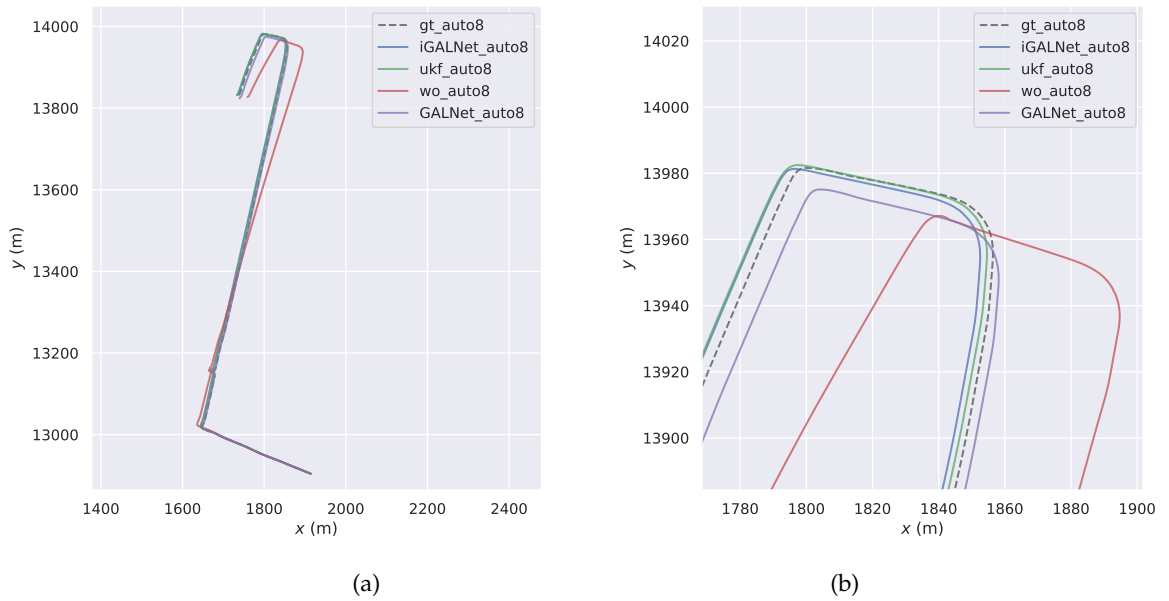 14000
13800
13600
13400
13200
13000
y (m)
1400 1600 1800 2000 2200 2400
x (m)
gt_auto8
iGALNet_auto8
ukf_auto8
wo_auto8
GALNet_auto8
(a)
14020
14000
13980
13960
13940
13920
13900
y (m)
1780 1800 1820 1840 1860 1880 1900
x (m)
gt_auto8
iGALNet_auto8
ukf_auto8
wo_auto8
GALNet_auto8
(b)